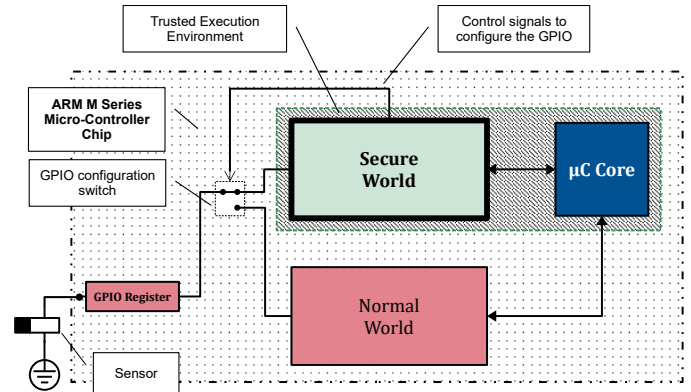 Trusted Execution
Environment
Control signals to
configure the GPIO
ARM M Series
Micro-Controller
Chip
GPIO configuration
switch
Secure
World
μC Core
GPIO Register
Normal
World
Sensor